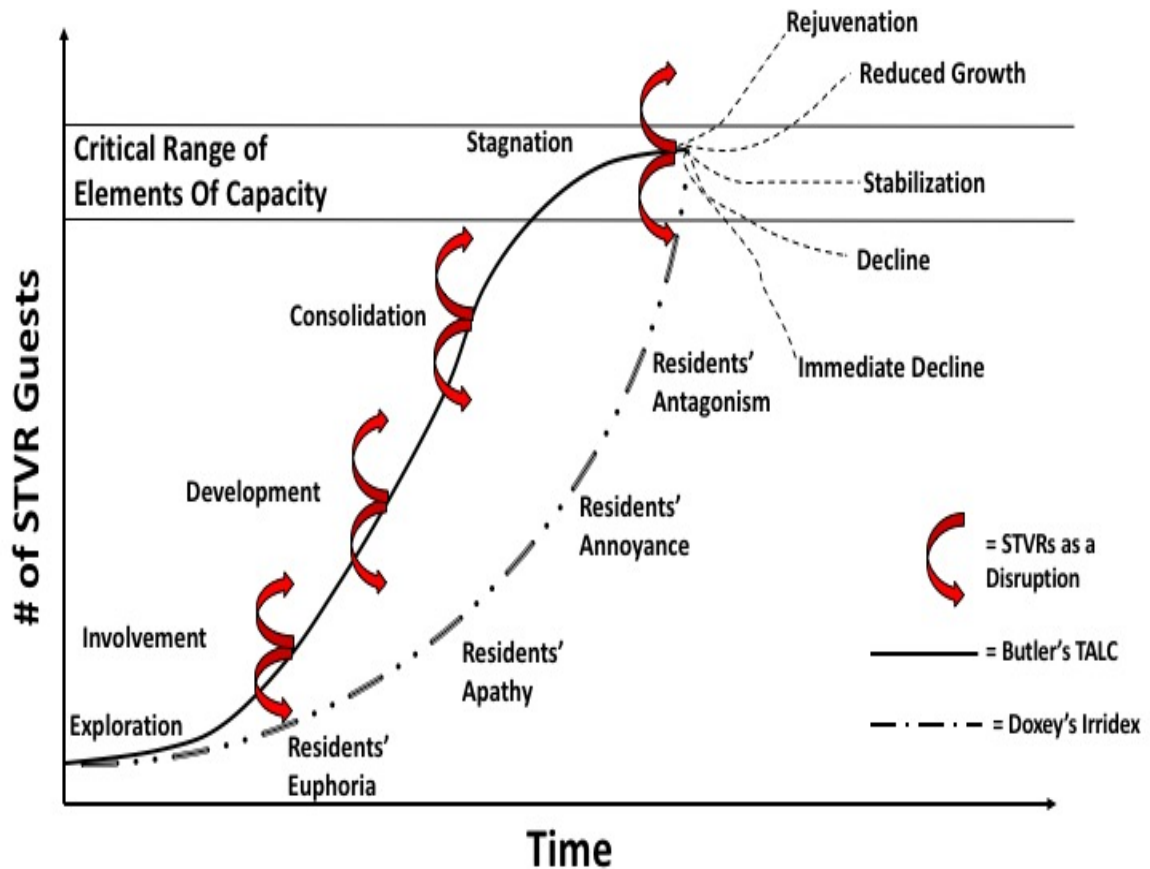 Rejuvenation
Reduced Growth
Critical Range of
Elements Of Capacity
Stagnation
Stabilization
Decline
Consolidation
Immediate Decline
Residents'
Antagonism
Development
Residents'
Annoyance
= STVRs as a
Disruption
Involvement
Residents'
Apathy
= Butler's TALC
Exploration
= Doxey's Irridex
Residents'
Euphoria
# of STVR Guests
Time